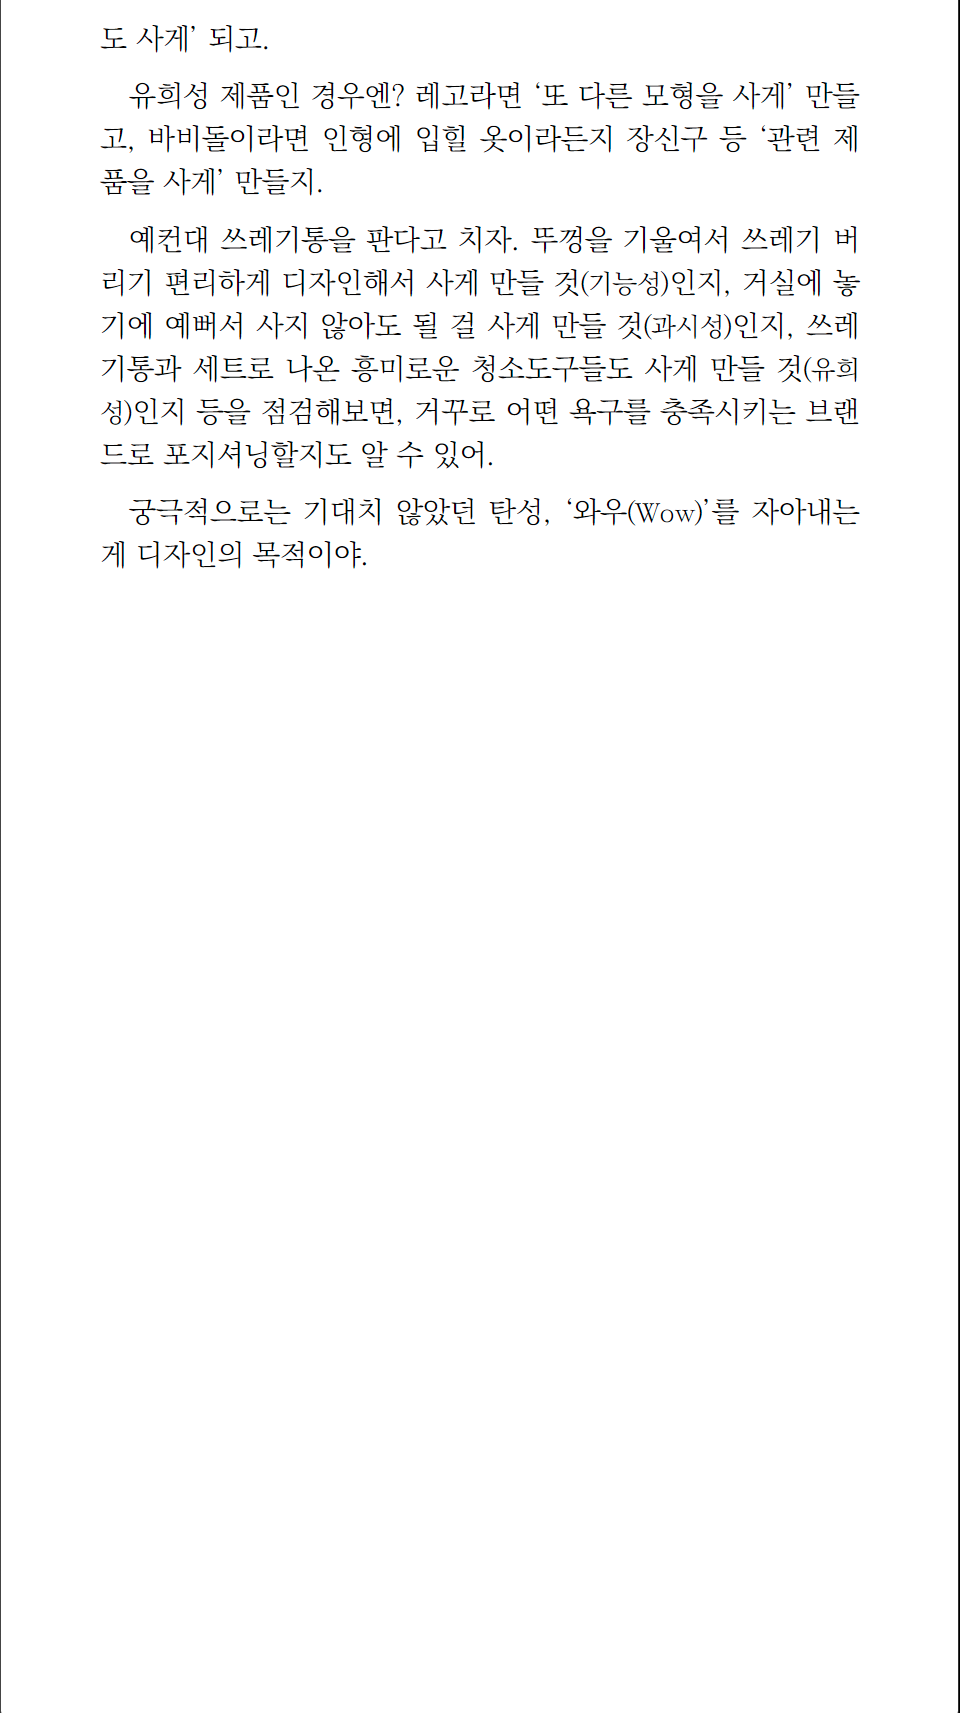 도 사게’ 되고.
유희성 제품인 경우엔? 레고라면 ‘또 다른 모형을 사게’ 만들
고, 바비돌이라면 인형에 입힐 옷이라든지 장신구 등 ‘관련 제
품을 사게’ 만들지.
예컨대 쓰레기통을 판다고 치자. 뚜껑을 기울여서 쓰레기 버
리기 편리하게 디자인해서 사게 만들 것(기능성)인지, 거실에 놓
기에 예뻐서 사지 않아도 될 걸 사게 만들 것(과시성)인지, 쓰레
기통과 세트로 나온 흥미로운 청소도구들도 사게 만들 것(유희
성)인지 등을 점검해보면, 거꾸로 어떤 욕구를 충족시키는 브랜
드로 포지셔닝할지도 알 수 있어.
궁극적으로는 기대치 않았던 탄성, ‘와우(Wow)’를 자아내는
게 디자인의 목적이야.